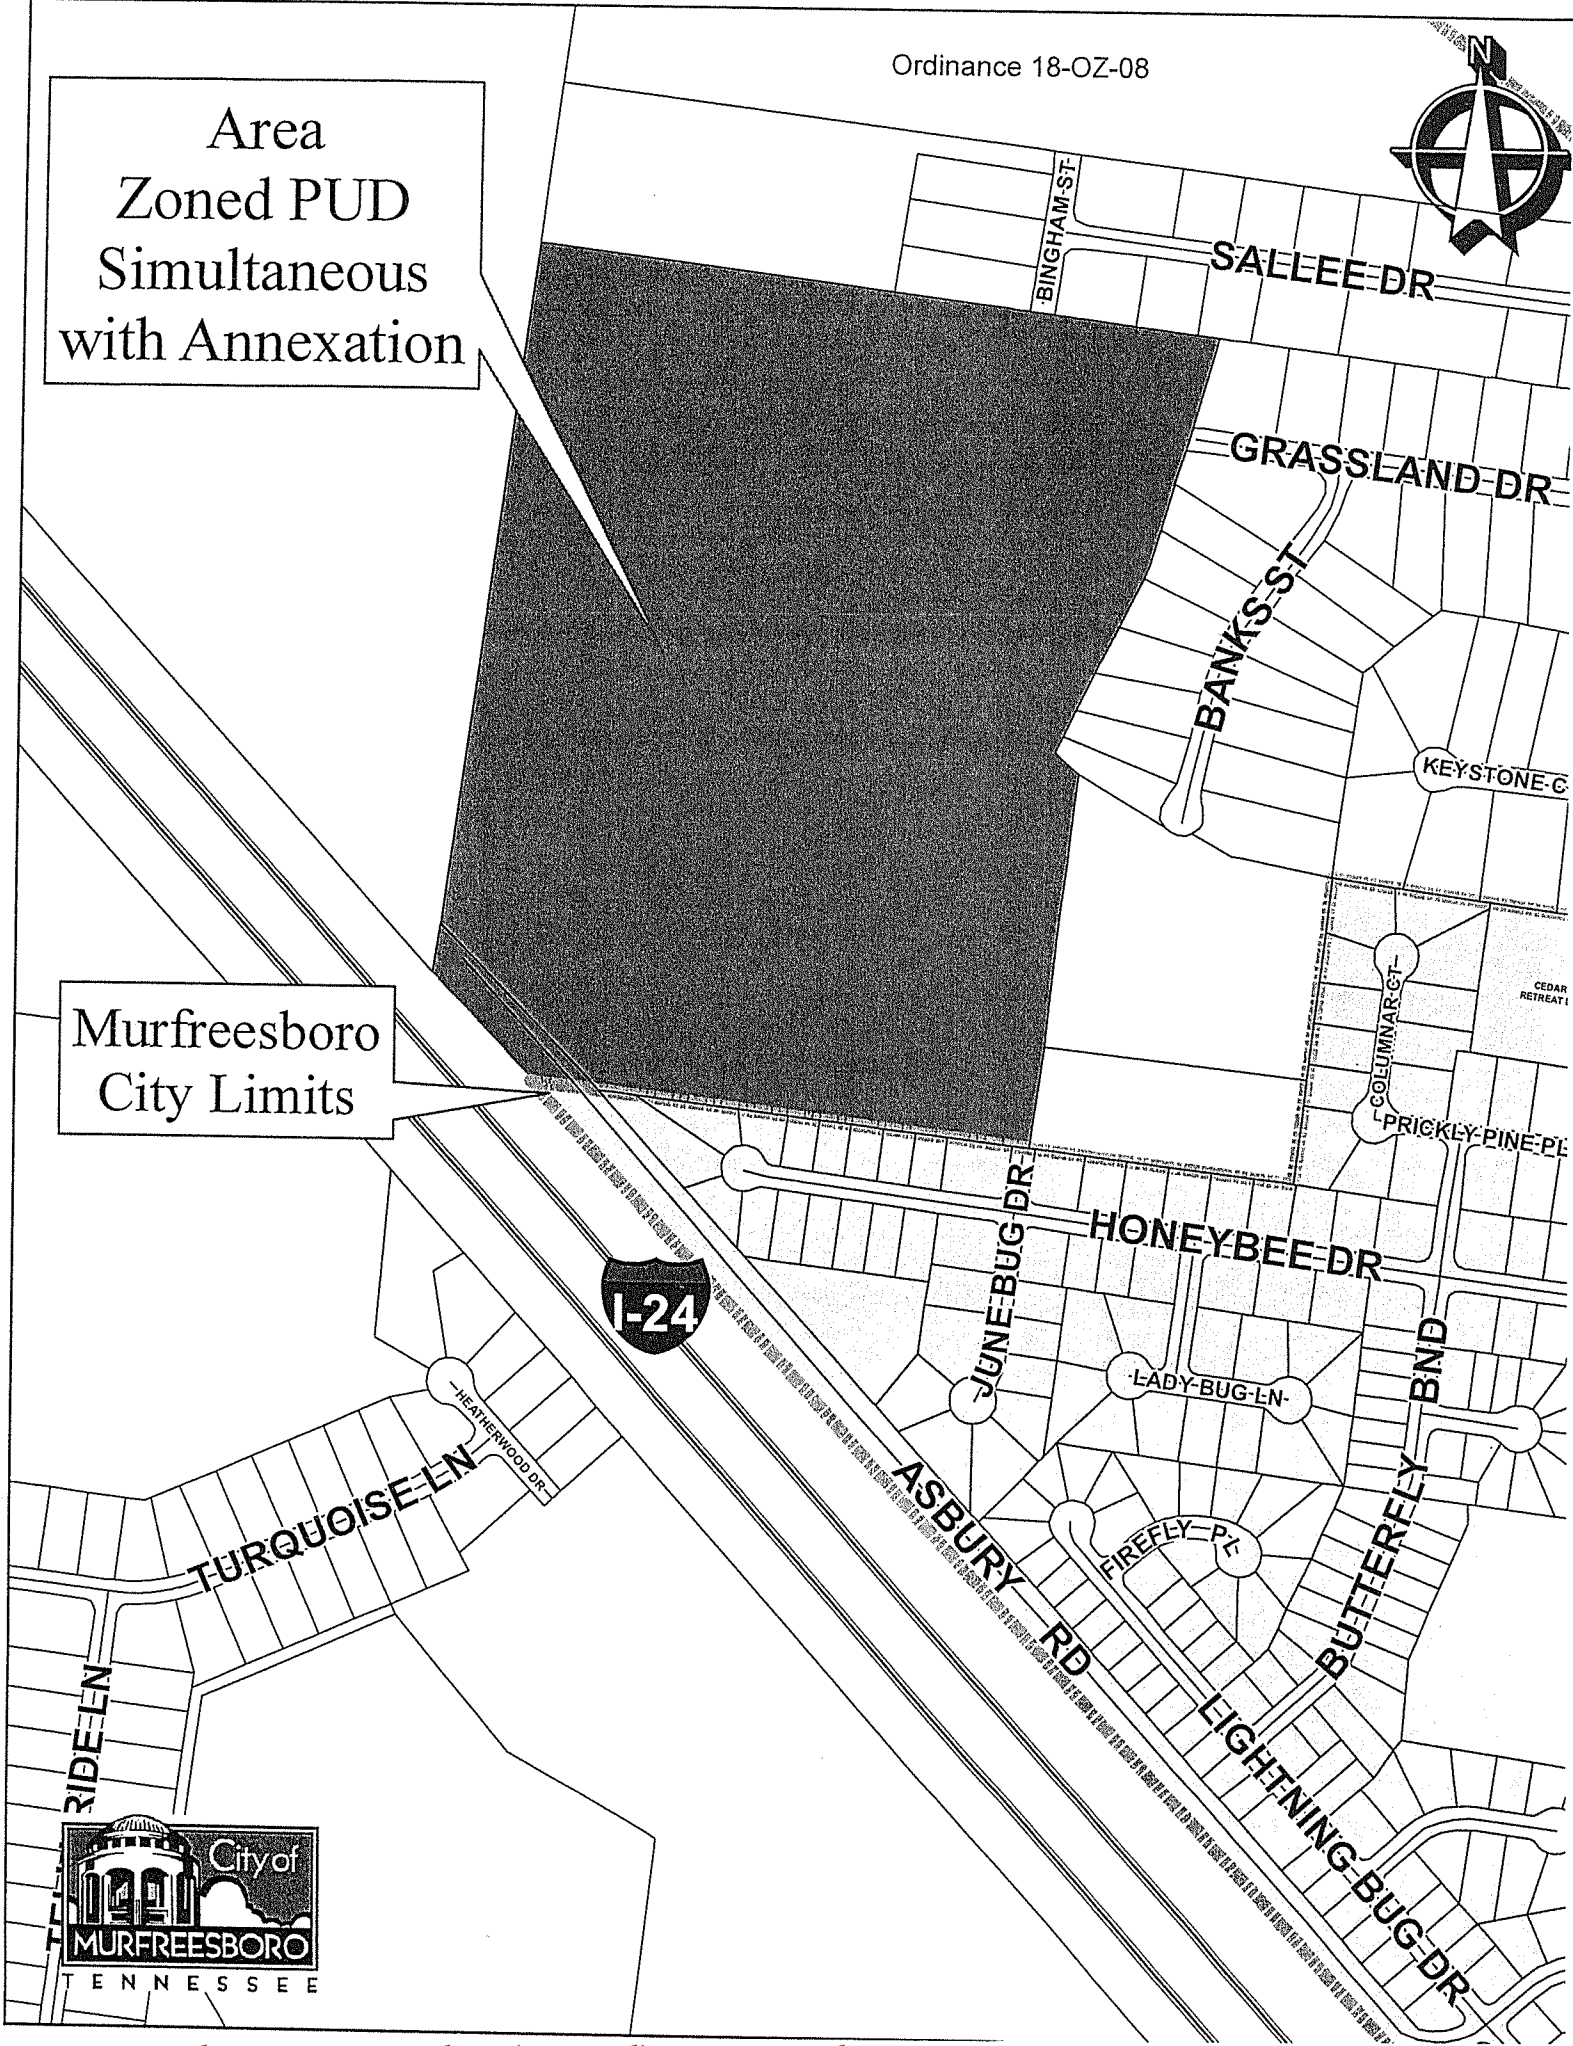 Ordinance 18-OZ-08
N
Area
Zoned PUD
Simultaneous
with Annexation
BINGHAM ST
SALLEE DR
GRASSLAND DR
BANKS ST
KEYSTONE C
COLUMNAR CT
CEDAR
RETREAT
PRICKLY PINE PL
Murfreesboro
City Limits
HONEYBEE DR
JUNE BUG DR
I-24
LADY BUG LN
BUTTERFLY BND
HEATHERWOOD DR
TURQUOISE LN
ASBURY RD
FIREFLY PL
LIGHTNING BUG DR
RIDE LN
City of
MURFREESBORO
TENNESSEE